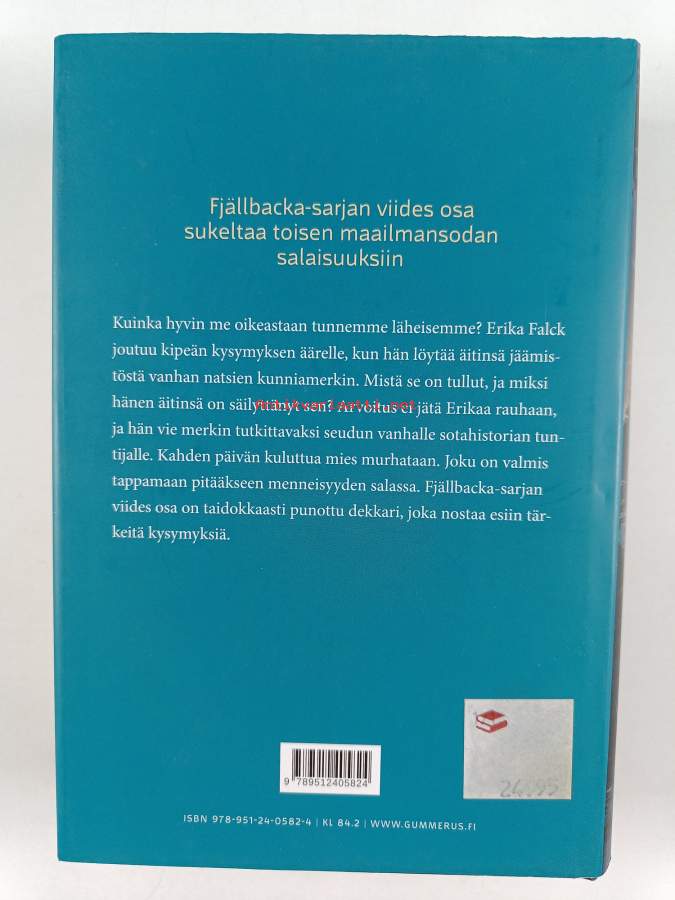 Fjällbacka-sarjan viides osa
sukeltaa toisen maailmansodan
salaisuuksiin
Kuinka hyvin me oikeastaan tunnemme läheisemme? Erika Falck
joutuu kipeän kysymyksen äärelle, kun hän löytää äitinsä jäämis-
töstä vanhan natsien kunniamerkin. Mistä se on tullut, ja miksi
hänen äitinsä on säilyttänyt sen? Arvoitus ei jätä Erikaa rauhaan,
antikvariaatti.net
ja hän vie merkin tutkittavaksi seudun vanhalle sotahistorian tun-
tijalle. Kahden päivän kuluttua mies murhataan. Joku on valmis
tappamaan pitääkseen menneisyyden salassa. Fjällbacka-sarjan
viides osa on taidokkaasti punottu dekkari, joka nostaa esiin tär-
keitä kysymyksiä.
24,95
9 789512 405824
ISBN 978-951-24-0582-4 | KL 84.2 | WWW.GUMMERUS.FI